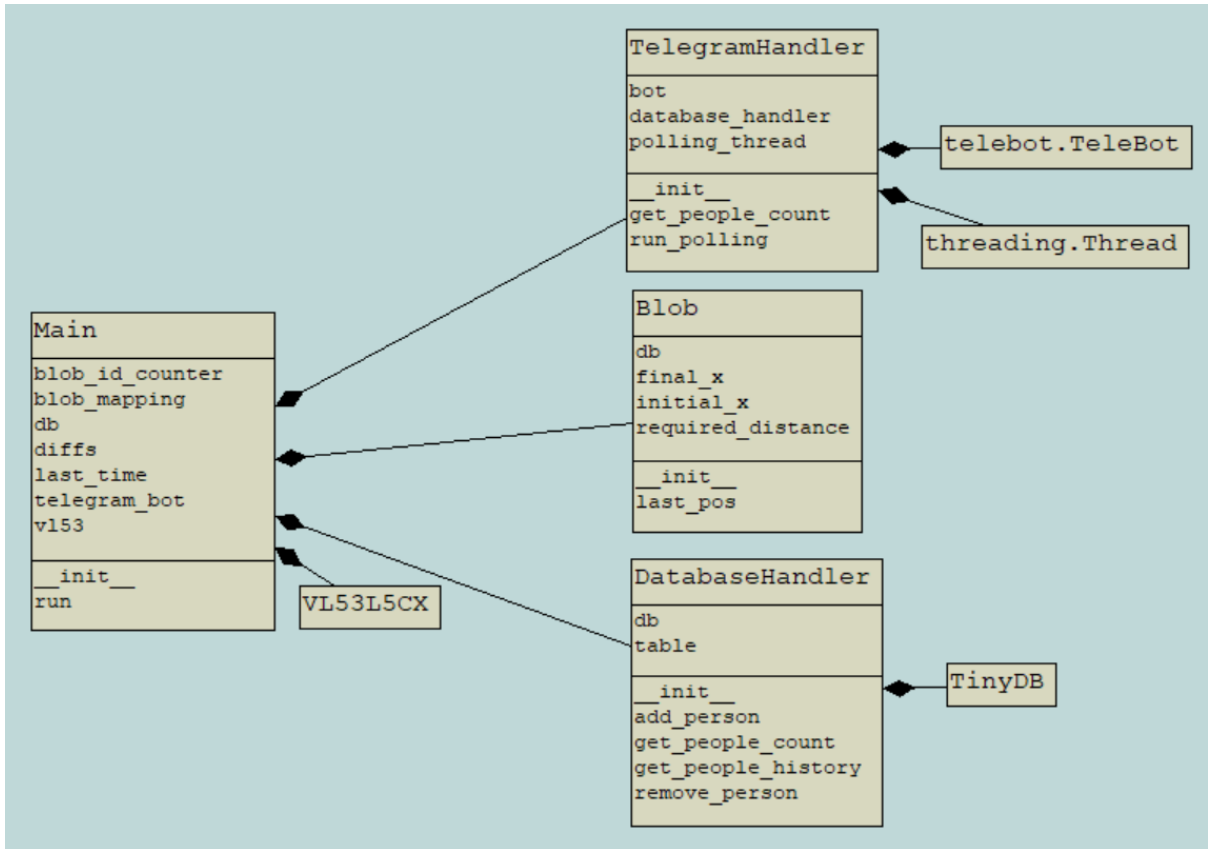 TelegramHandler
bot
database_handler
polling_thread
__init__
get_people_count
run_polling
telebot.TeleBot
threading.Thread
Main
blob_id_counter
blob_mapping
db
diffs
last_time
telegram_bot
vl53
__init__
run
VL53L5CX
Blob
db
final_x
initial_x
required_distance
__init__
last_pos
DatabaseHandler
db
table
__init__
add_person
get_people_count
get_people_history
remove_person
TinyDB